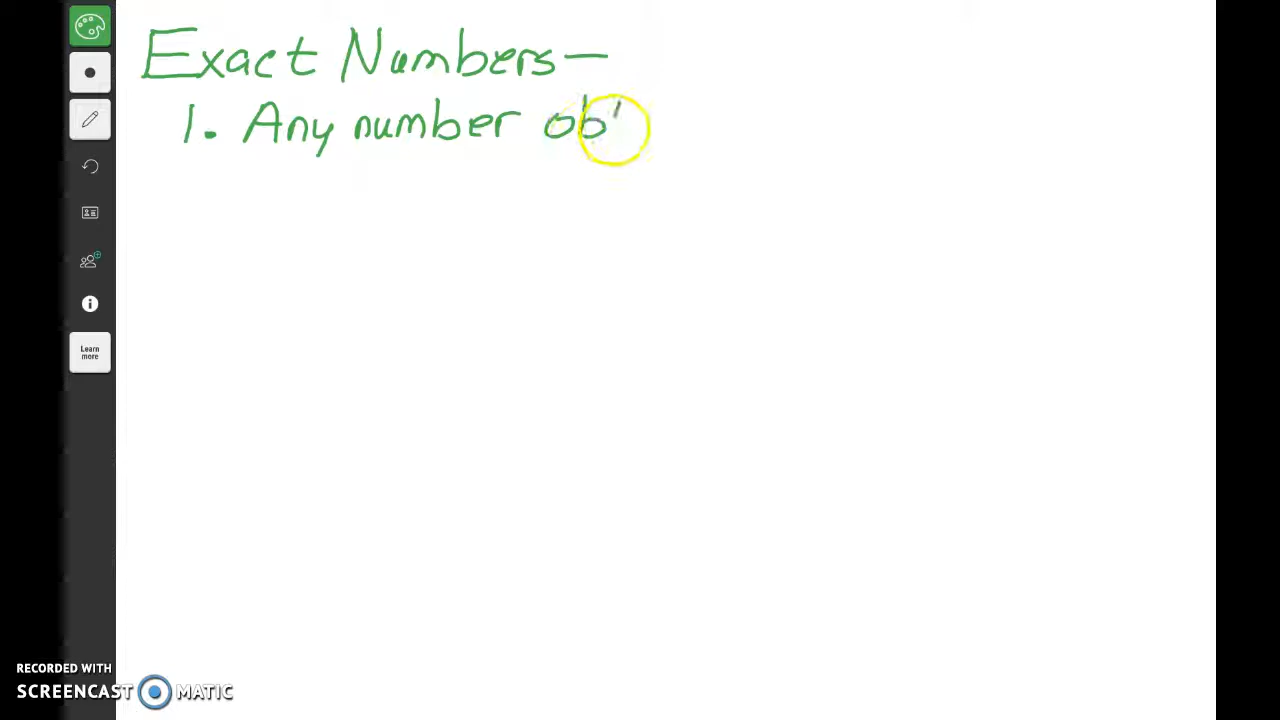 Exact Numbers—
1. Any number ob
Learn
more
RECORDED WITH
SCREENCAST MATIC